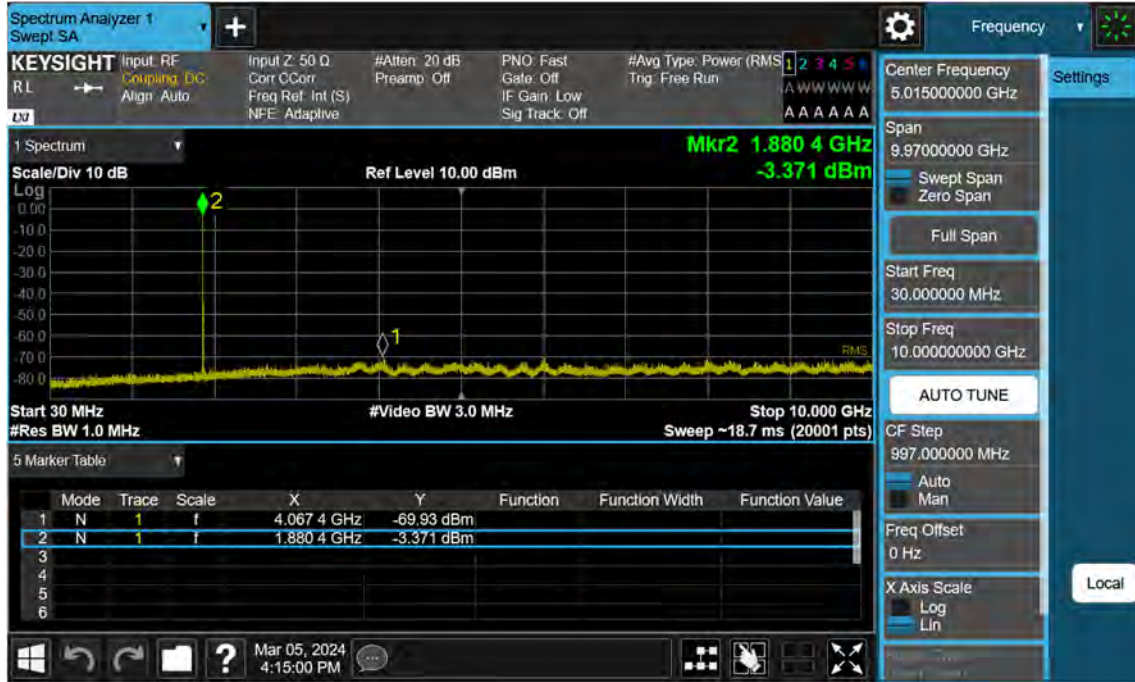 Spectrum Analyzer 1
Swept SA
+
Frequency
KEYSIGHT
RL
LXI
Input: RF
Coupling: DC
Align: Auto
Input Z: 50 Ω
Corr CCorr
Freq Ref: Int (S)
NFE: Adaptive
#Atten: 20 dB
Preamp: Off
PNO: Fast
Gate: Off
IF Gain: Low
Sig Track: Off
#Avg Type: Power (RMS
Trig: Free Run
1 2 3 4 5 6
A W W W W W
A A A A A A
1 Spectrum
Scale/Div 10 dB
Ref Level 10.00 dBm
Mkr2 1.880 4 GHz
-3.371 dBm
Log
0.00
-10.0
-20.0
-30.0
-40.0
-50.0
-60.0
-70.0
-80.0
2
1
RMS
Start 30 MHz
#Video BW 3.0 MHz
Stop 10.000 GHz
#Res BW 1.0 MHz
Sweep ~18.7 ms (20001 pts)
5 Marker Table
Mode Trace Scale X Y Function Function Width Function Value
1 N 1 f 4.067 4 GHz -69.93 dBm
2 N 1 f 1.880 4 GHz -3.371 dBm
3
4
5
6
Mar 05, 2024
4:15:00 PM
?
Center Frequency
5.015000000 GHz
Span
9.97000000 GHz
Swept Span
Zero Span
Full Span
Start Freq
30.000000 MHz
Stop Freq
10.000000000 GHz
AUTO TUNE
CF Step
997.000000 MHz
Auto
Man
Freq Offset
0 Hz
X Axis Scale
Log
Lin
Settings
Local